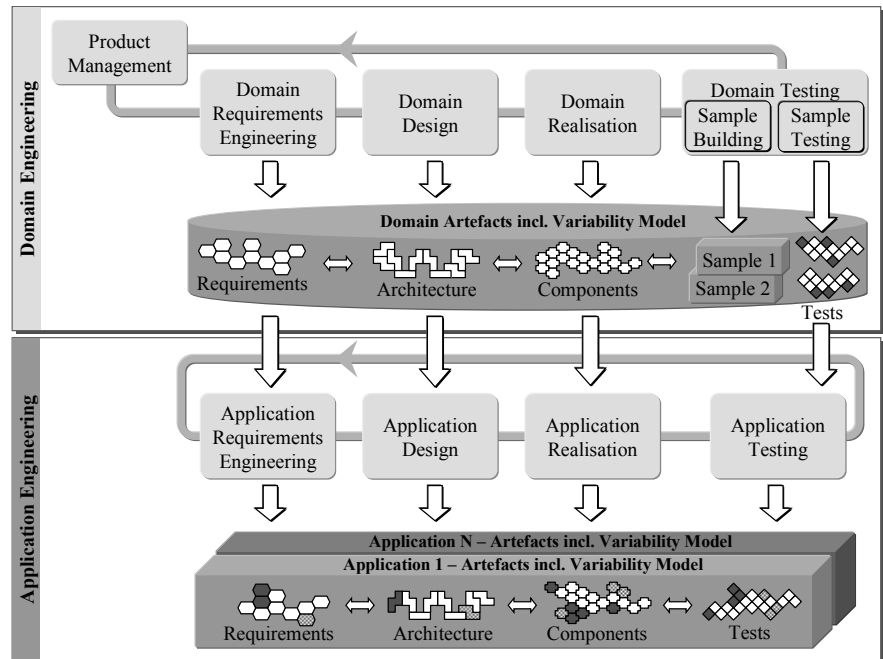 Domain Engineering
Product
Management
Domain
Requirements
Engineering
Domain
Design
Domain
Realisation
Domain Testing
Sample
Building
Sample
Testing
Domain Artefacts incl. Variability Model
Requirements
Architecture
Components
Sample 1
Sample 2
Tests
Application Engineering
Application
Requirements
Engineering
Application
Design
Application
Realisation
Application
Testing
Application N – Artefacts incl. Variability Model
Application 1 – Artefacts incl. Variability Model
Requirements
Architecture
Components
Tests